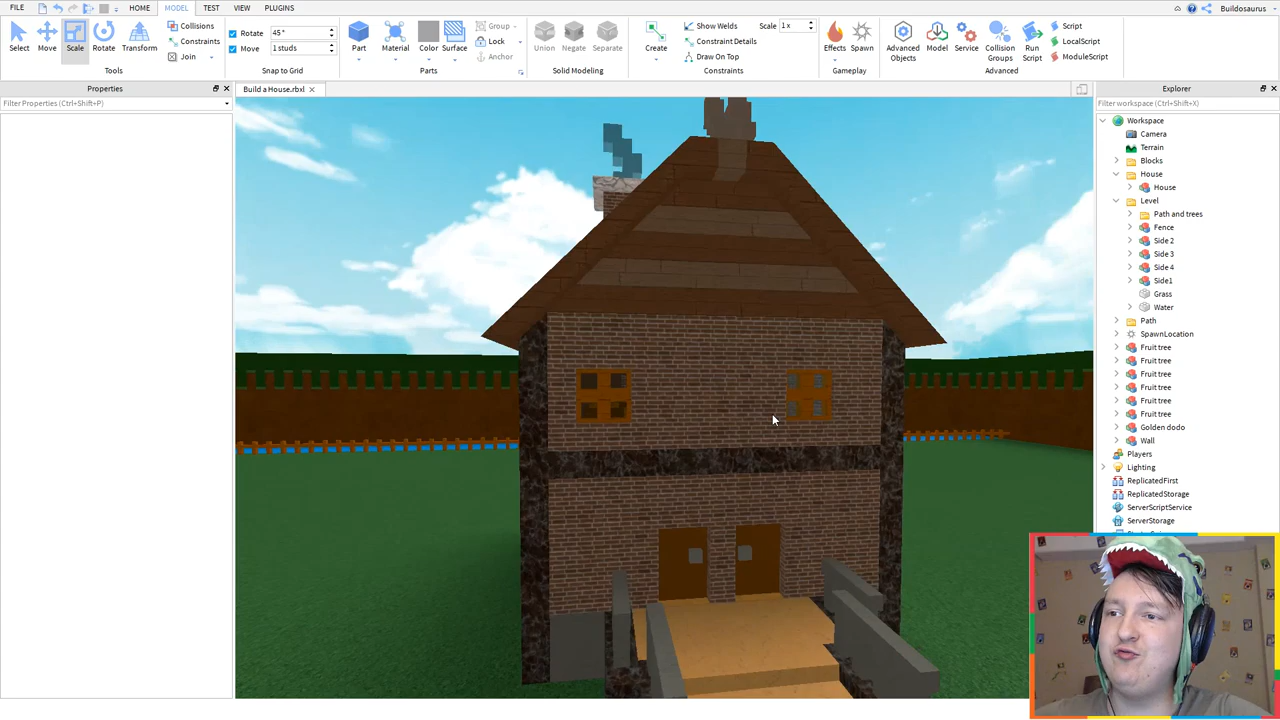 FILE HOME MODEL TEST VIEW PLUGINS Buildosaurus
Select Move Scale Rotate Transform
Collisions
Constraints
Join
Tools
Rotate 45°
Move 1 studs
Snap to Grid
Part Material Color Surface
Group
Lock
Anchor
Parts
Union Negate Separate
Solid Modeling
Create
Show Welds
Scale 1 x
Constraint Details
Draw On Top
Constraints
Effects Spawn
Gameplay
Advanced Objects
Model
Service
Collision Groups
Run Script
Script
LocalScript
ModuleScript
Advanced
Properties
Build a House.rbxl
Explorer
Filter Properties (Ctrl+Shift+P)
Filter workspace (Ctrl+Shift+X)
Workspace
Camera
Terrain
Blocks
House
House
Level
Path and trees
Fence
Side 2
Side 3
Side 4
Side1
Grass
Water
Path
SpawnLocation
Fruit tree
Fruit tree
Fruit tree
Fruit tree
Fruit tree
Fruit tree
Golden dodo
Wall
Players
Lighting
ReplicatedFirst
ReplicatedStorage
ServerScriptService
ServerStorage